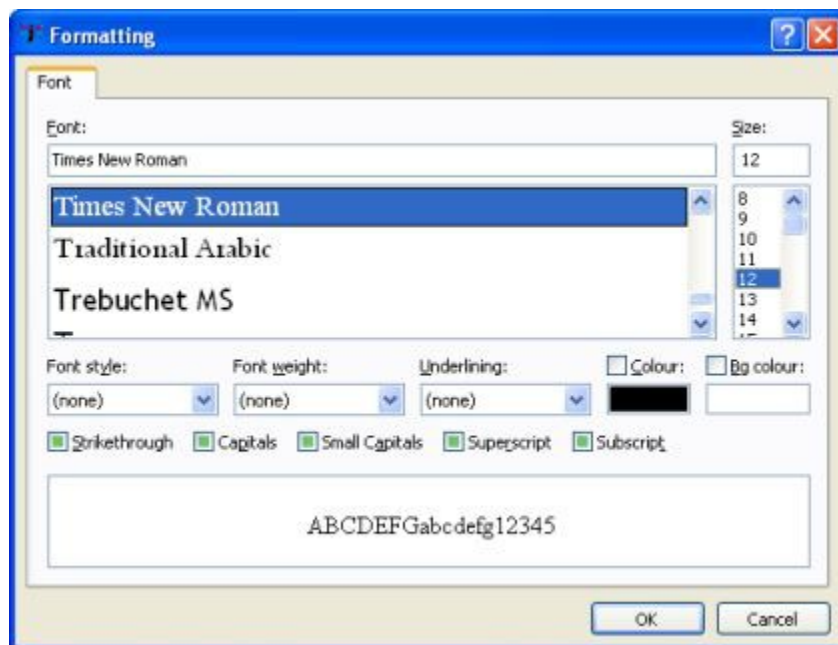 Formatting
Font
Font: Size:
Times New Roman 12
Times New Roman
Traditional Arabic
Trebuchet MS
8
9
10
11
12
13
14
Font style: Font weight: Underlining: Colour: Bg colour:
(none) (none) (none)
Strikethrough Capitals Small Capitals Superscript Subscript
ABCDEFGabcdefg12345
OK Cancel